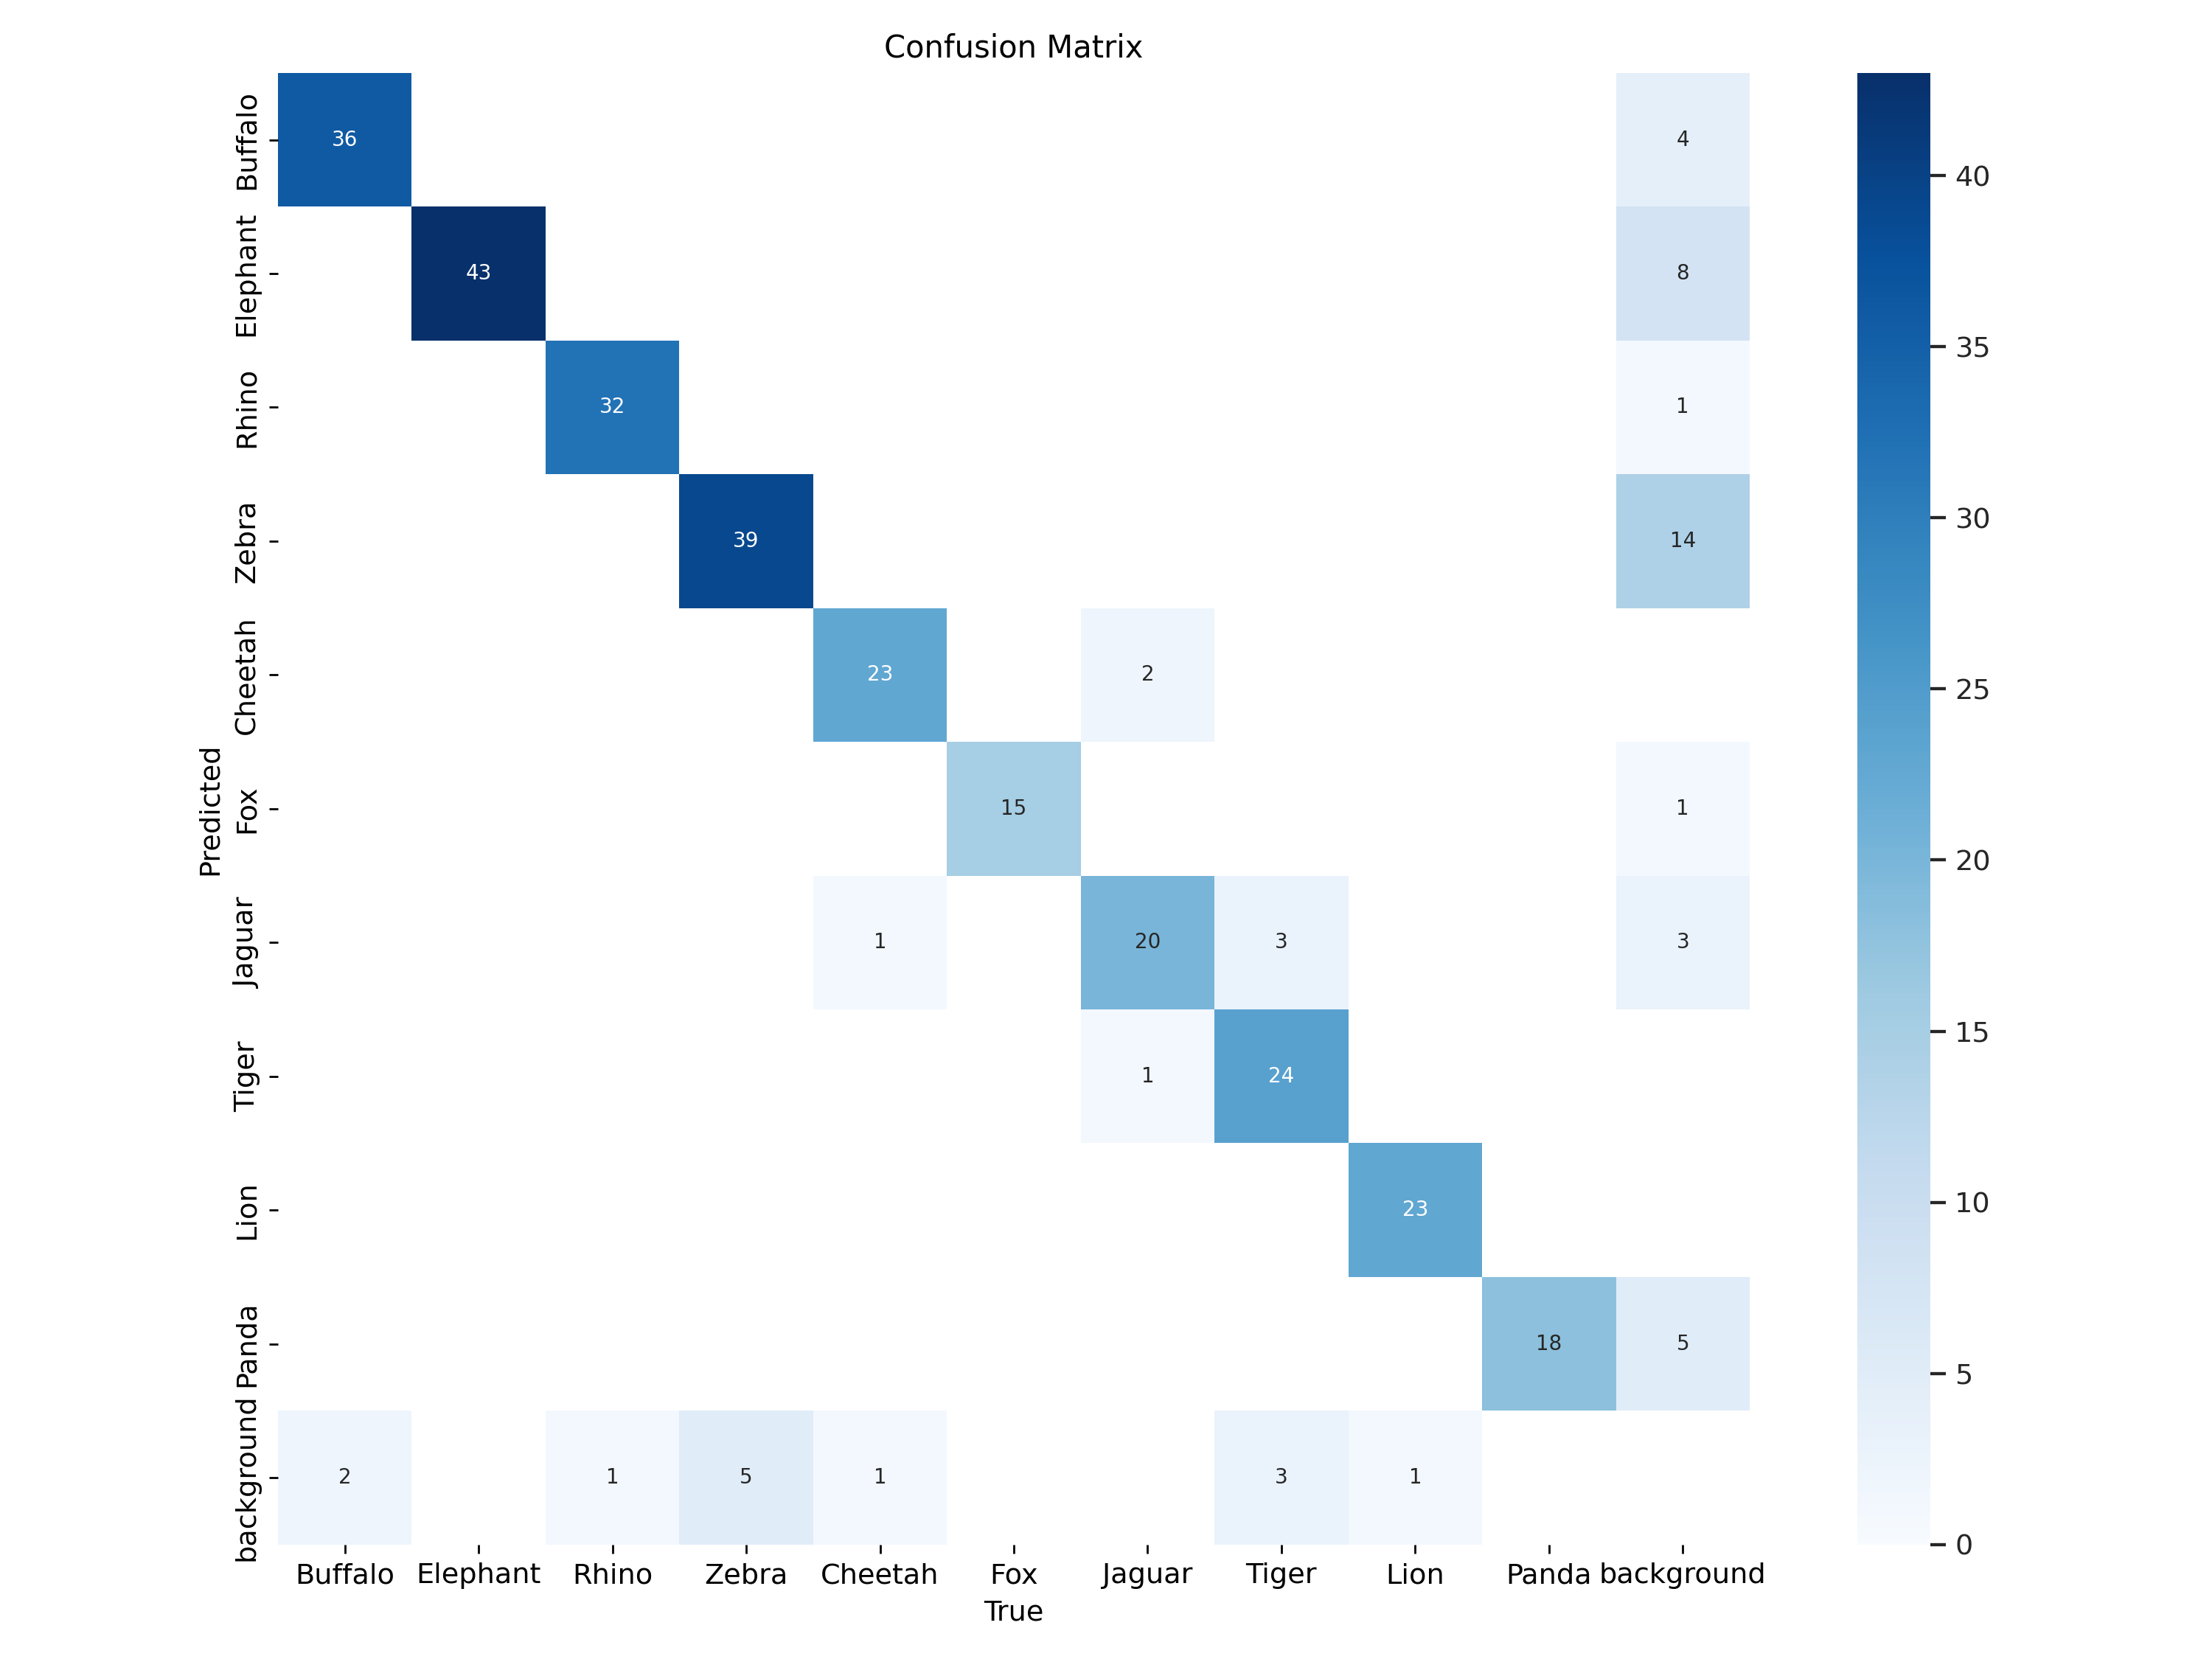 Confusion Matrix
Buffalo
36
4
40
Elephant
43
8
35
Rhino
32
1
30
Zebra
39
14
25
Cheetah
23
2
Predicted
Fox
15
1
20
Jaguar
1
20
3
3
15
Tiger
1
24
10
Lion
23
Panda
18
5
5
background
2
1
5
1
3
1
0
Buffalo Elephant Rhino Zebra Cheetah Fox Jaguar Tiger Lion Panda background
True